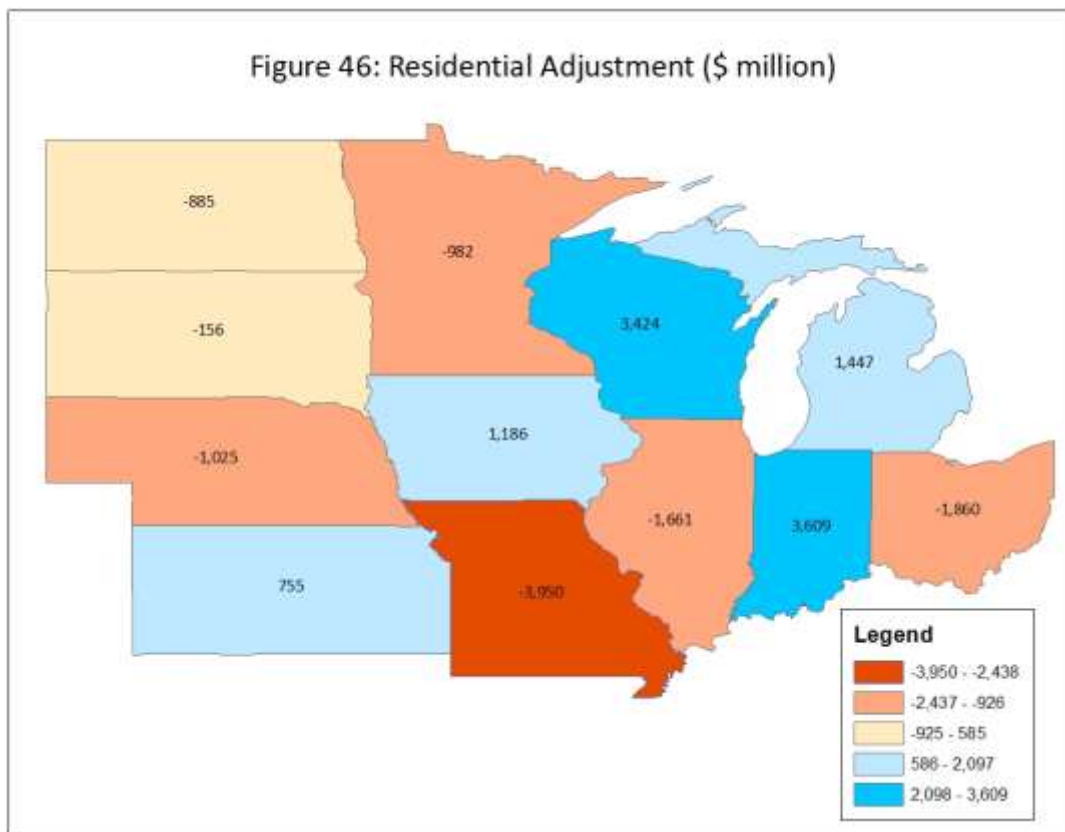 Figure 46: Residential Adjustment ($ million)
-885
-982
-156
3,424
1,447
1,186
-1,025
-1,661
3,609
-1,860
755
-3,950
Legend
-3,950 - -2,438
-2,437 - -926
-925 - 585
586 - 2,097
2,098 - 3,609